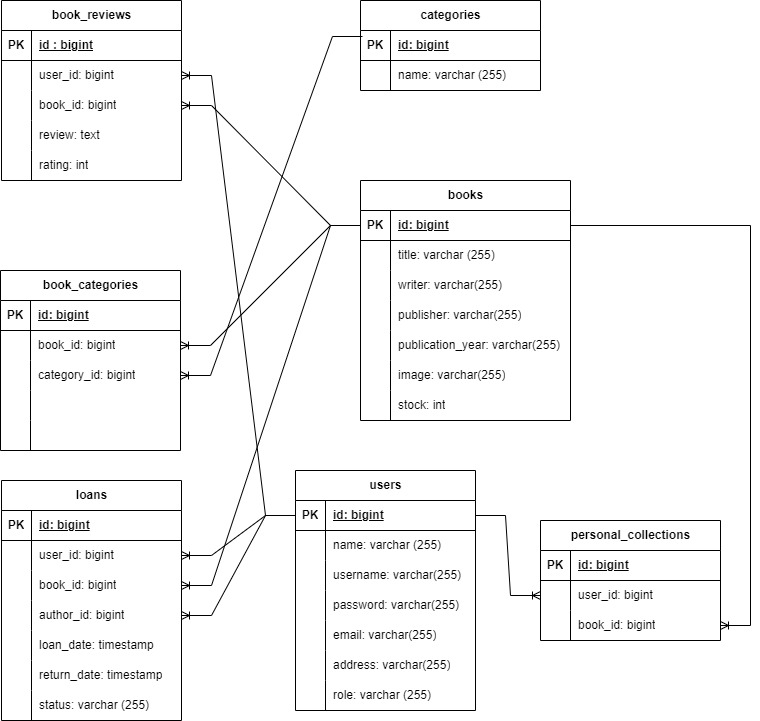 book_reviews
PK id : bigint
user_id: bigint
book_id: bigint
review: text
rating: int
categories
PK id: bigint
name: varchar (255)
books
PK id: bigint
title: varchar (255)
writer: varchar(255)
publisher: varchar(255)
publication_year: varchar(255)
image: varchar(255)
stock: int
book_categories
PK id: bigint
book_id: bigint
category_id: bigint
loans
PK id: bigint
user_id: bigint
book_id: bigint
author_id: bigint
loan_date: timestamp
return_date: timestamp
status: varchar (255)
users
PK id: bigint
name: varchar (255)
username: varchar(255)
password: varchar(255)
email: varchar(255)
address: varchar(255)
role: varchar (255)
personal_collections
PK id: bigint
user_id: bigint
book_id: bigint